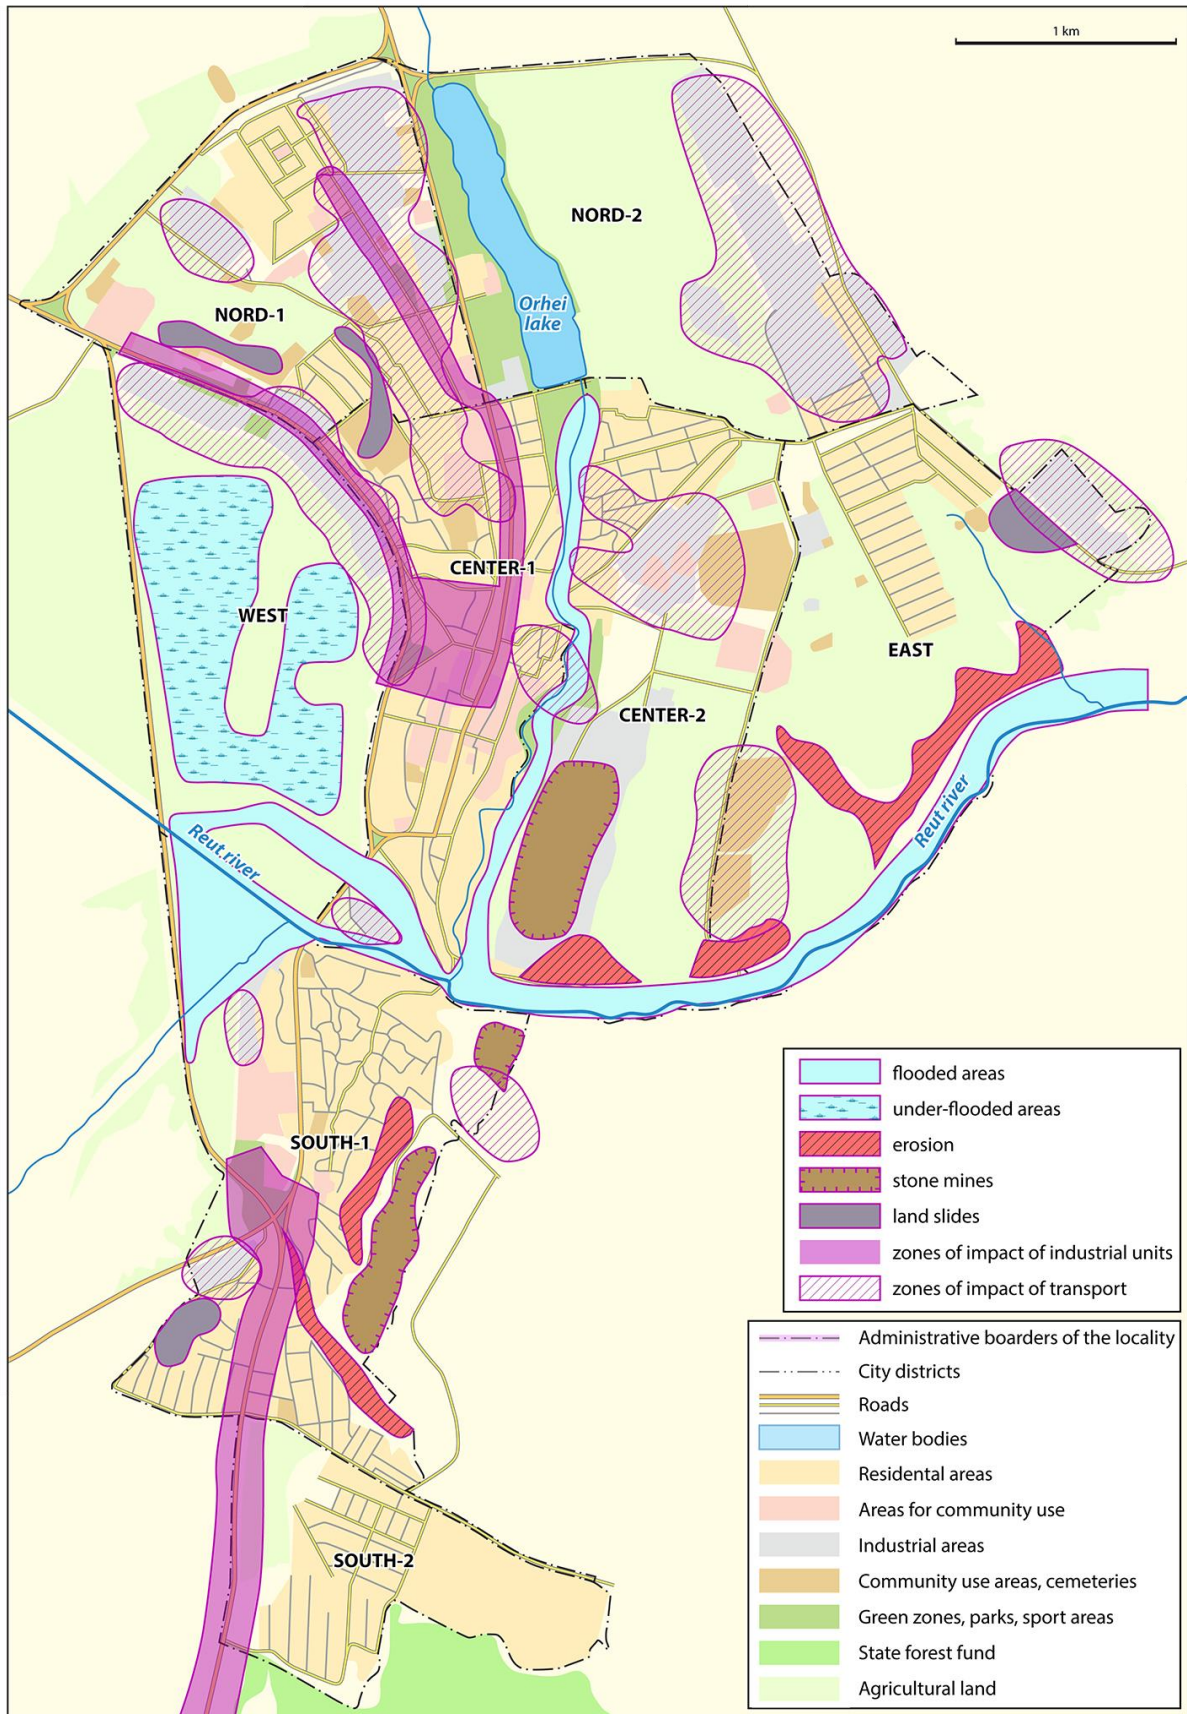 1 km
NORD-2
Orhei
lake
NORD-1
CENTER-1
WEST
EAST
CENTER-2
Reut river
Reut river
SOUTH-1
SOUTH-2
flooded areas
under-flooded areas
erosion
stone mines
land slides
zones of impact of industrial units
zones of impact of transport
Administrative boarders of the locality
City districts
Roads
Water bodies
Residental areas
Areas for community use
Industrial areas
Community use areas, cemeteries
Green zones, parks, sport areas
State forest fund
Agricultural land